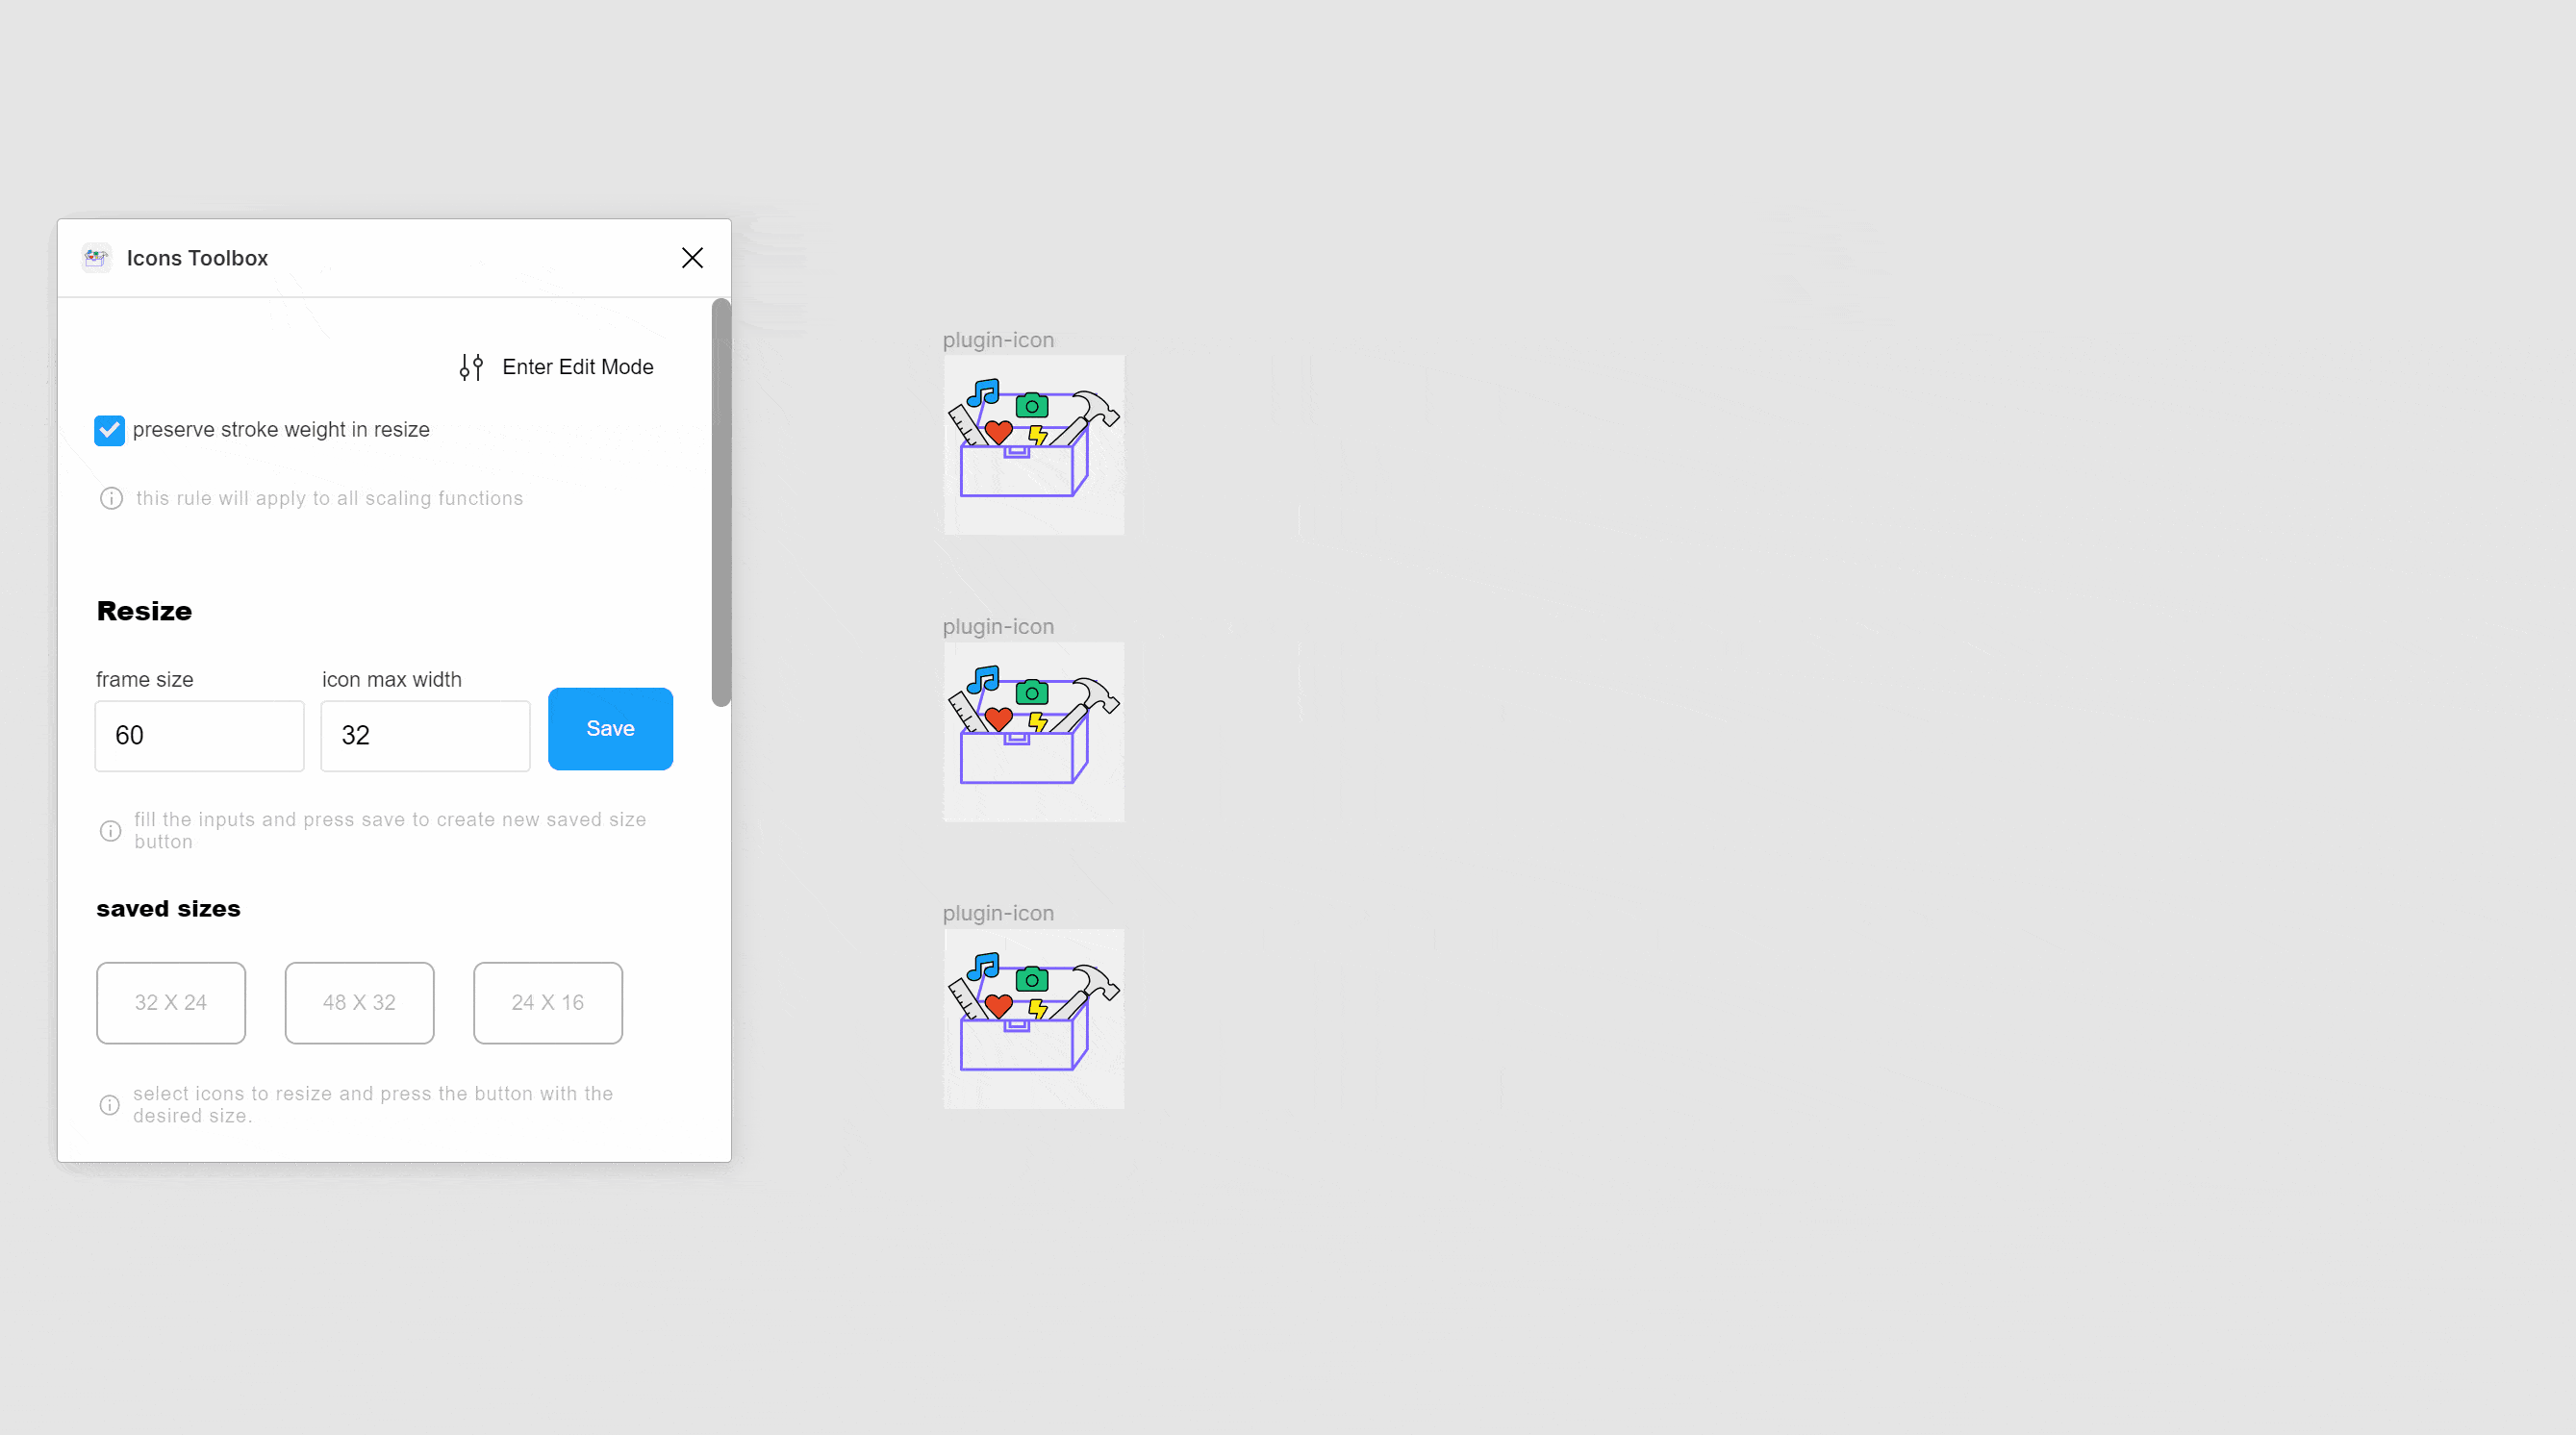 Icons Toolbox
Enter Edit Mode
preserve stroke weight in resize
this rule will apply to all scaling functions
Resize
frame size
icon max width
60
32
Save
fill the inputs and press save to create new saved size
button
saved sizes
32 X 24
48 X 32
24 X 16
select icons to resize and press the button with the
desired size.
plugin-icon
plugin-icon
plugin-icon